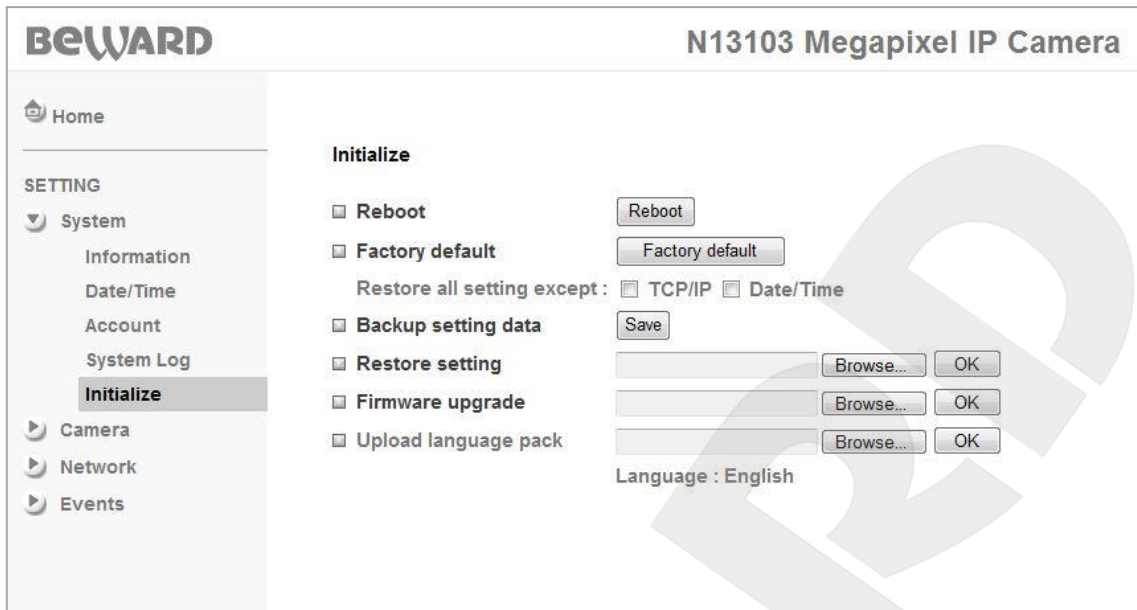 BEWARD
N13103 Megapixel IP Camera
Home
SETTING
System
Information
Date/Time
Account
System Log
Initialize
Camera
Network
Events
Initialize
Reboot Reboot
Factory default Factory default
Restore all setting except : TCP/IP Date/Time
Backup setting data Save
Restore setting Browse... OK
Firmware upgrade Browse... OK
Upload language pack Browse... OK
Language : English